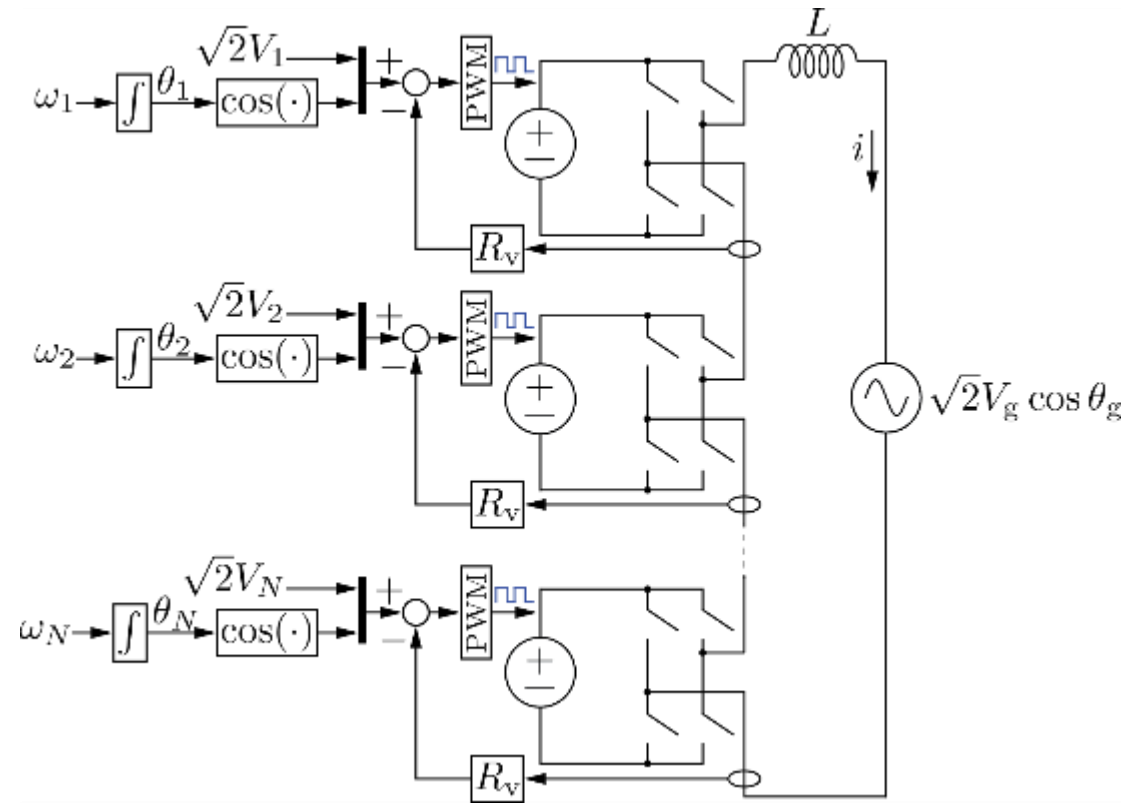 L
√2V₁
ω₁ ∫ θ₁ cos(·) + − PWM + −
i
R_v
√2V₂
ω₂ ∫ θ₂ cos(·) + − PWM + −
√2V_g cos θ_g
R_v
√2V_N
ω_N ∫ θ_N cos(·) + − PWM + −
R_v